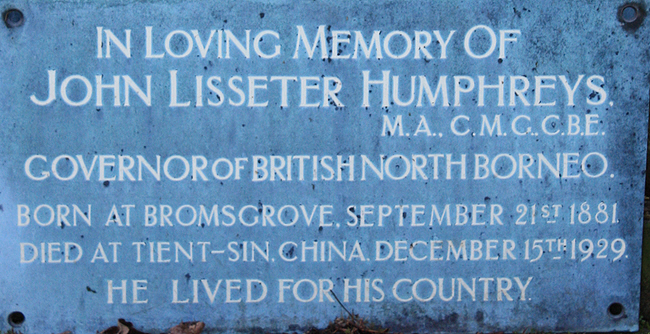 IN LOVING MEMORY OF
JOHN LISSETER HUMPHREYS.
M.A., C.M.G. C.B.E.
GOVERNOR OF BRITISH NORTH BORNEO.
BORN AT BROMSGROVE, SEPTEMBER 21ST 1881.
DIED AT TIENT-SIN. CHINA. DECEMBER 15TH 1929.
HE LIVED FOR HIS COUNTRY.